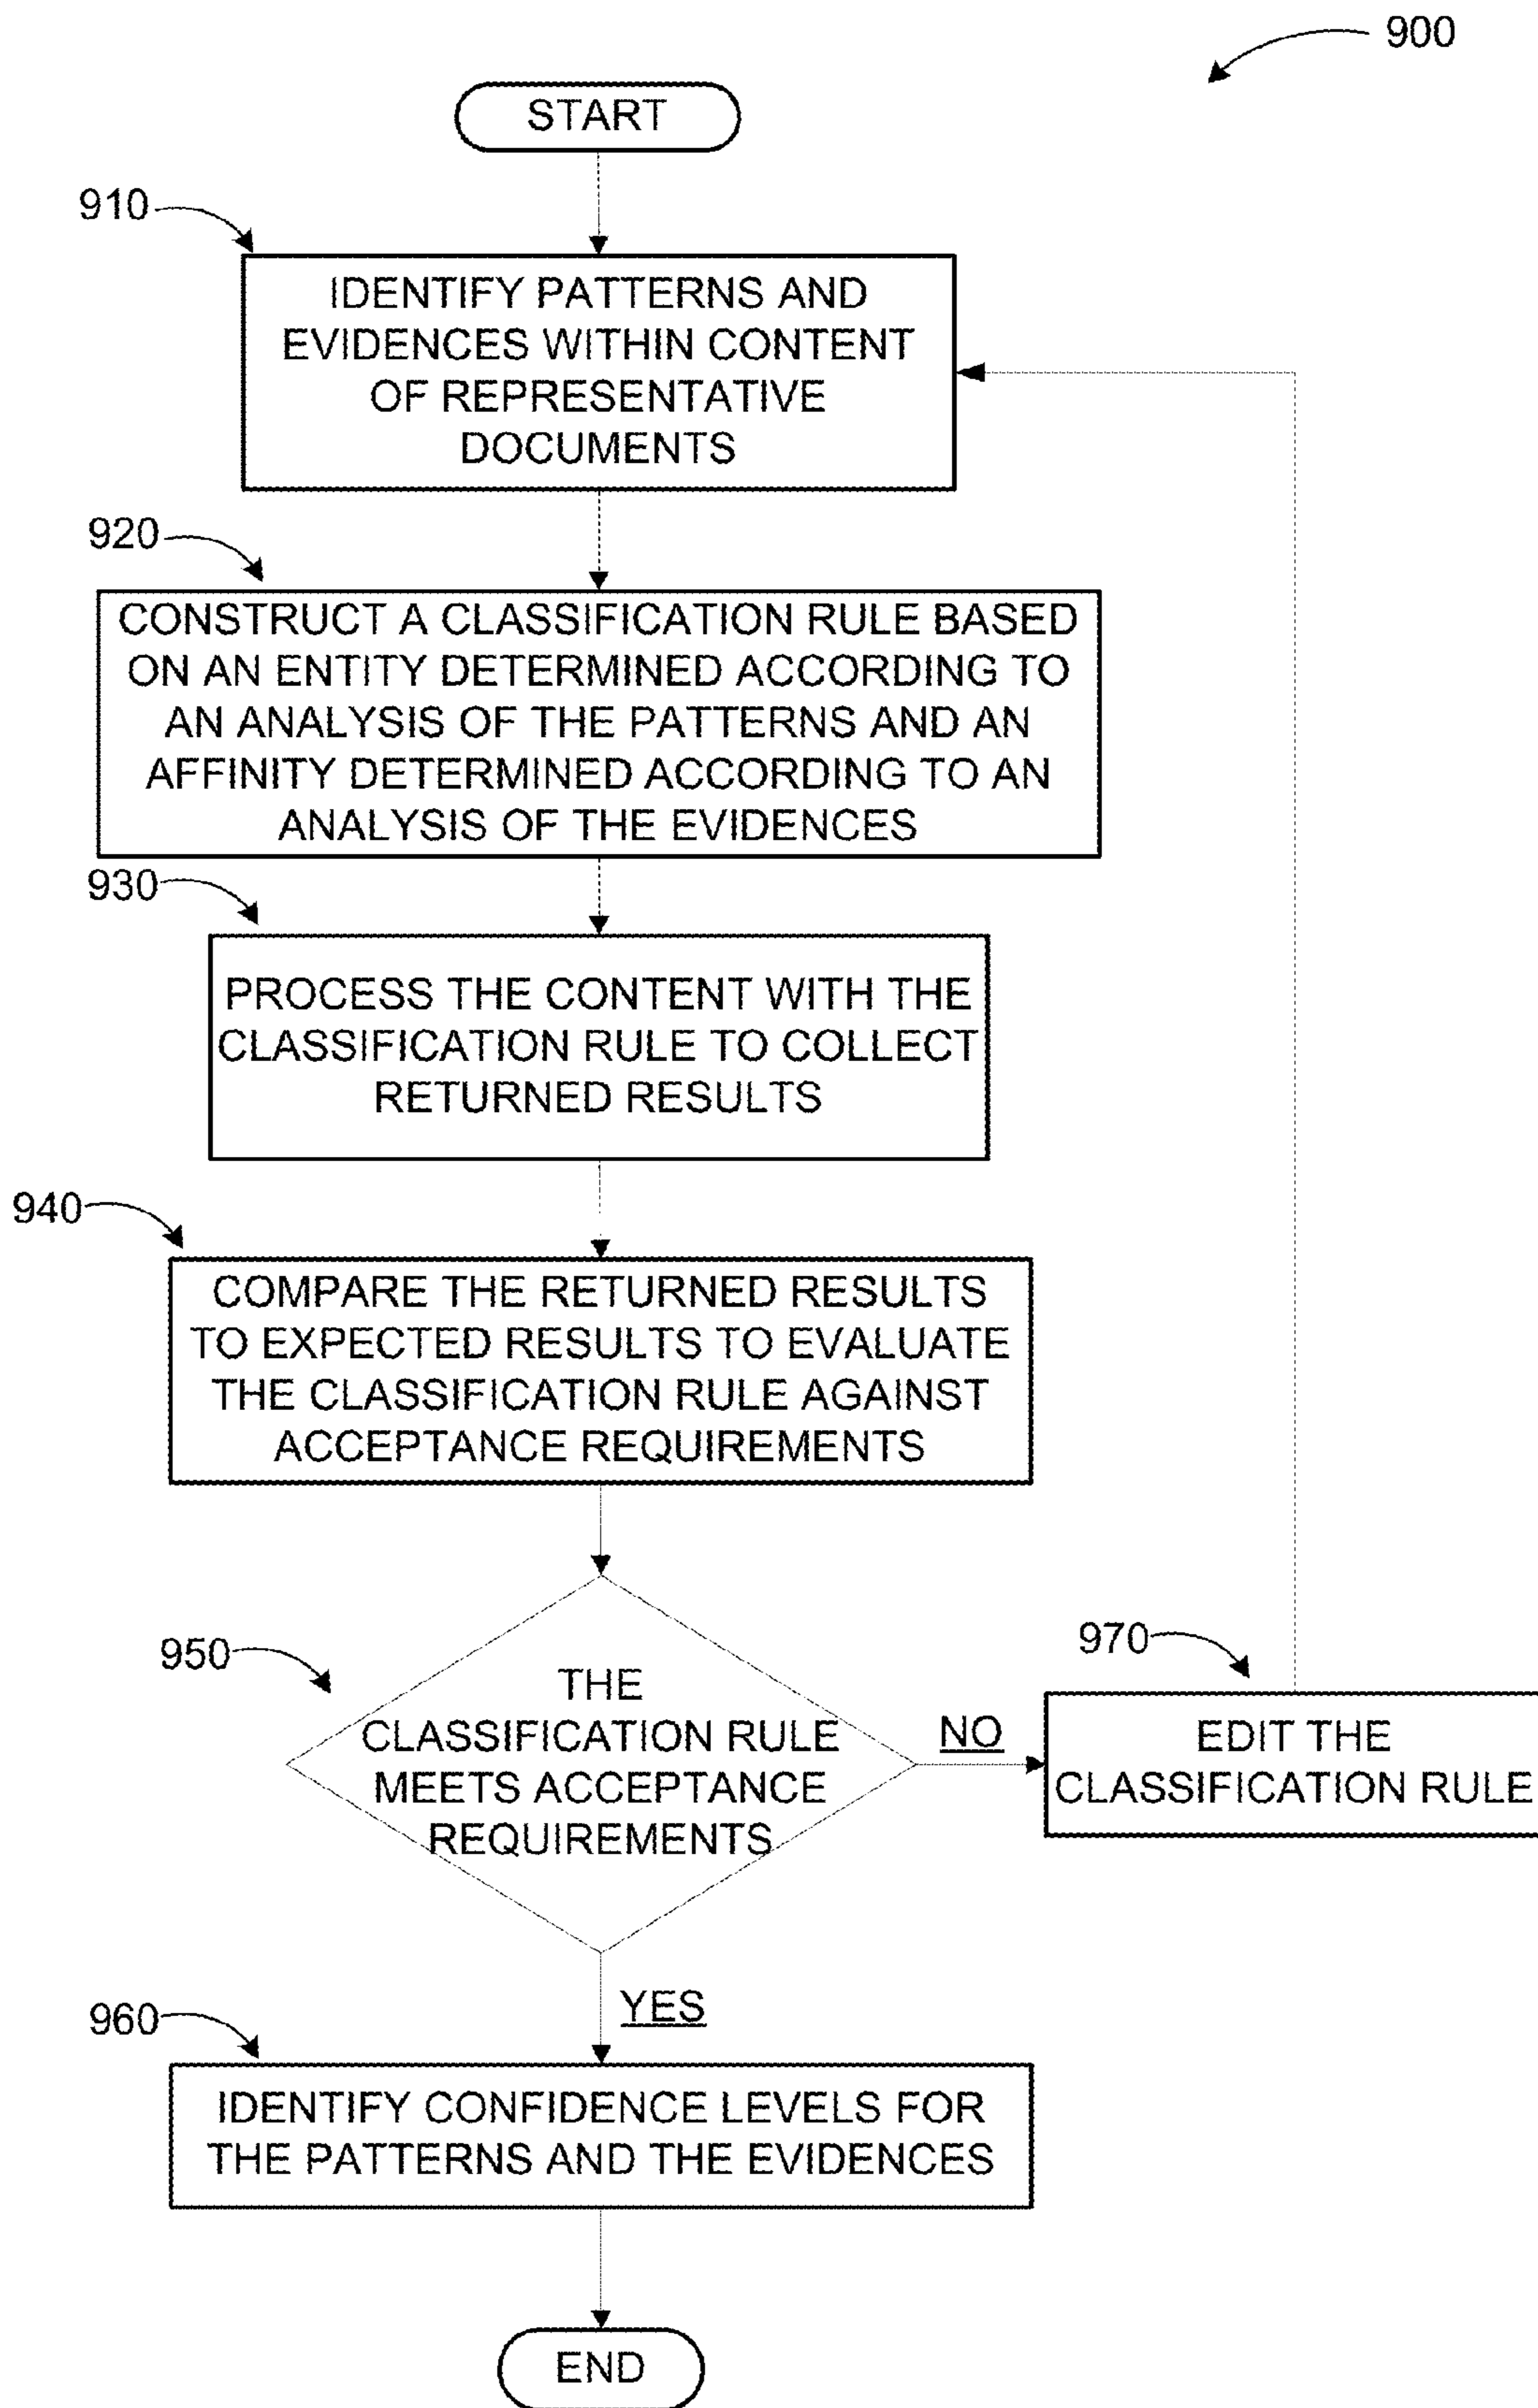 900
START
910
IDENTIFY PATTERNS AND
EVIDENCES WITHIN CONTENT
OF REPRESENTATIVE
DOCUMENTS
920
CONSTRUCT A CLASSIFICATION RULE BASED
ON AN ENTITY DETERMINED ACCORDING TO
AN ANALYSIS OF THE PATTERNS AND AN
AFFINITY DETERMINED ACCORDING TO AN
ANALYSIS OF THE EVIDENCES
930
PROCESS THE CONTENT WITH THE
CLASSIFICATION RULE TO COLLECT
RETURNED RESULTS
940
COMPARE THE RETURNED RESULTS
TO EXPECTED RESULTS TO EVALUATE
THE CLASSIFICATION RULE AGAINST
ACCEPTANCE REQUIREMENTS
950
THE
CLASSIFICATION RULE
MEETS ACCEPTANCE
REQUIREMENTS
NO
970
EDIT THE
CLASSIFICATION RULE
YES
960
IDENTIFY CONFIDENCE LEVELS FOR
THE PATTERNS AND THE EVIDENCES
END